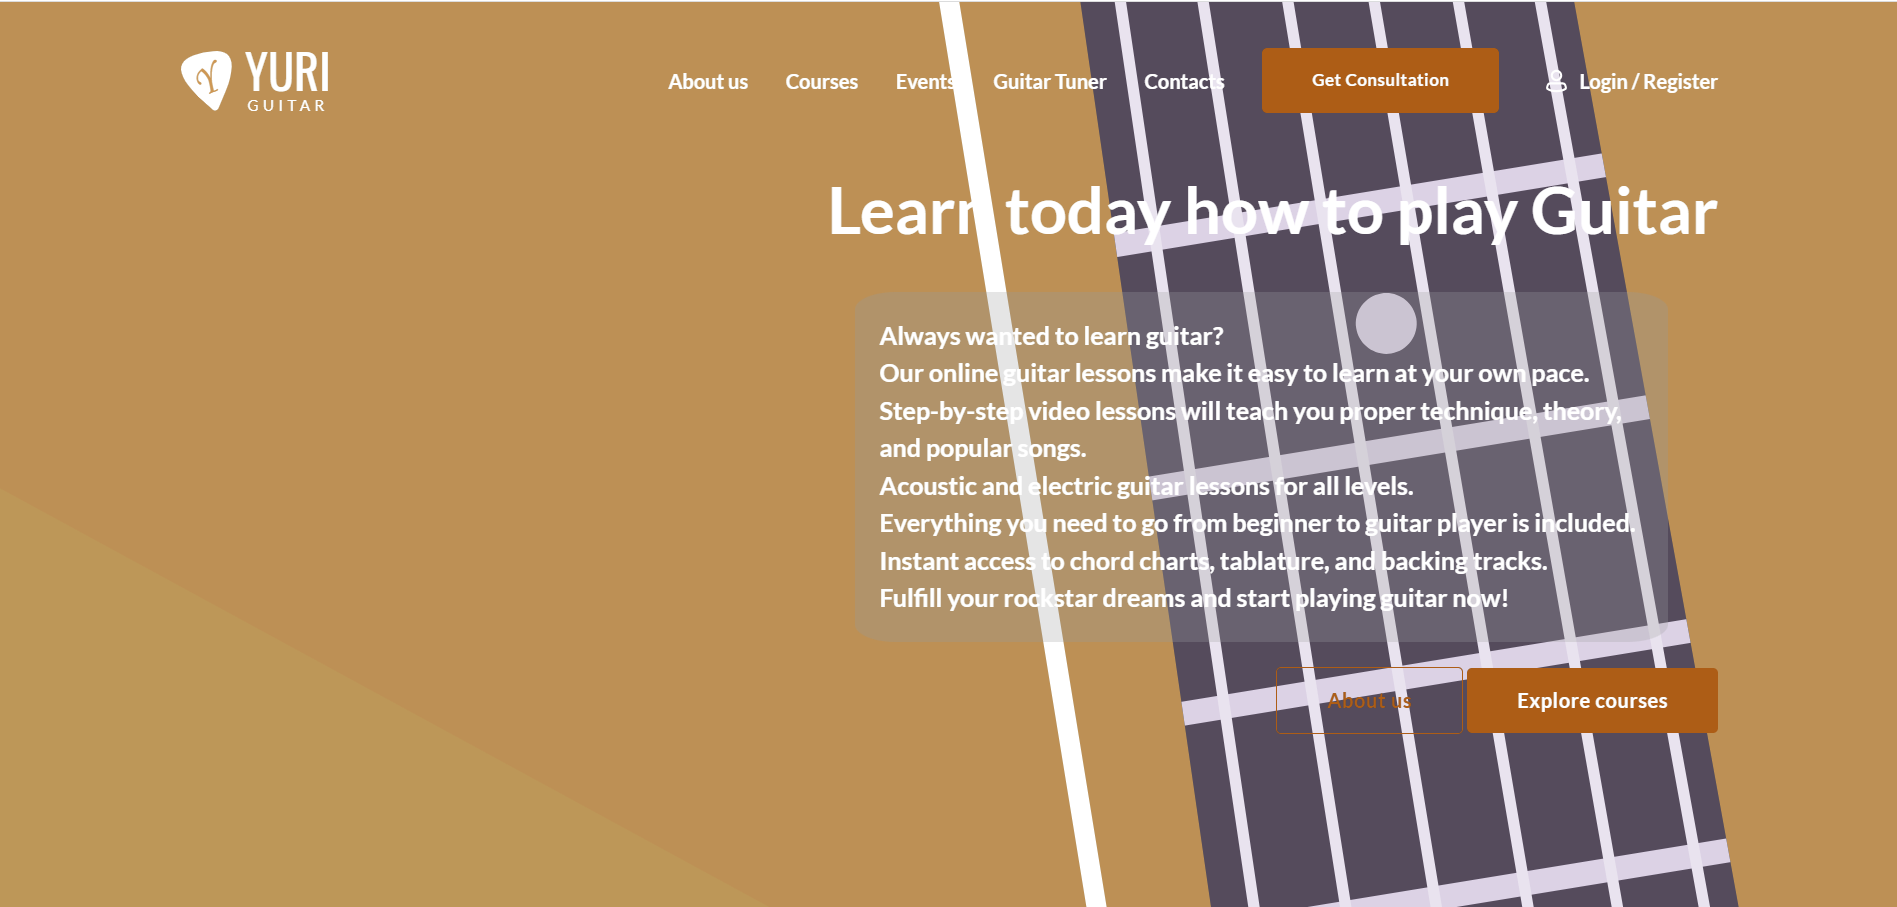 YURI
GUITAR
About us
Courses
Events
Guitar Tuner
Contacts
Get Consultation
Login / Register
Learn today how to play Guitar
Always wanted to learn guitar?
Our online guitar lessons make it easy to learn at your own pace.
Step-by-step video lessons will teach you proper technique, theory,
and popular songs.
Acoustic and electric guitar lessons for all levels.
Everything you need to go from beginner to guitar player is included.
Instant access to chord charts, tablature, and backing tracks.
Fulfill your rockstar dreams and start playing guitar now!
About us
Explore courses